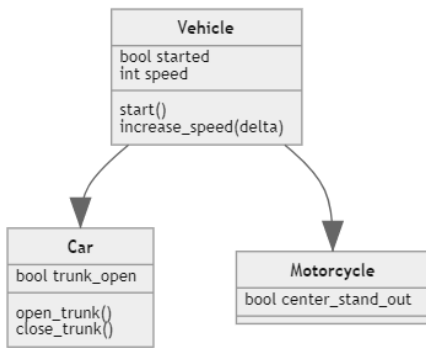 Vehicle
bool started
int speed
start()
increase_speed(delta)
Car
bool trunk_open
open_trunk()
close_trunk()
Motorcycle
bool center_stand_out